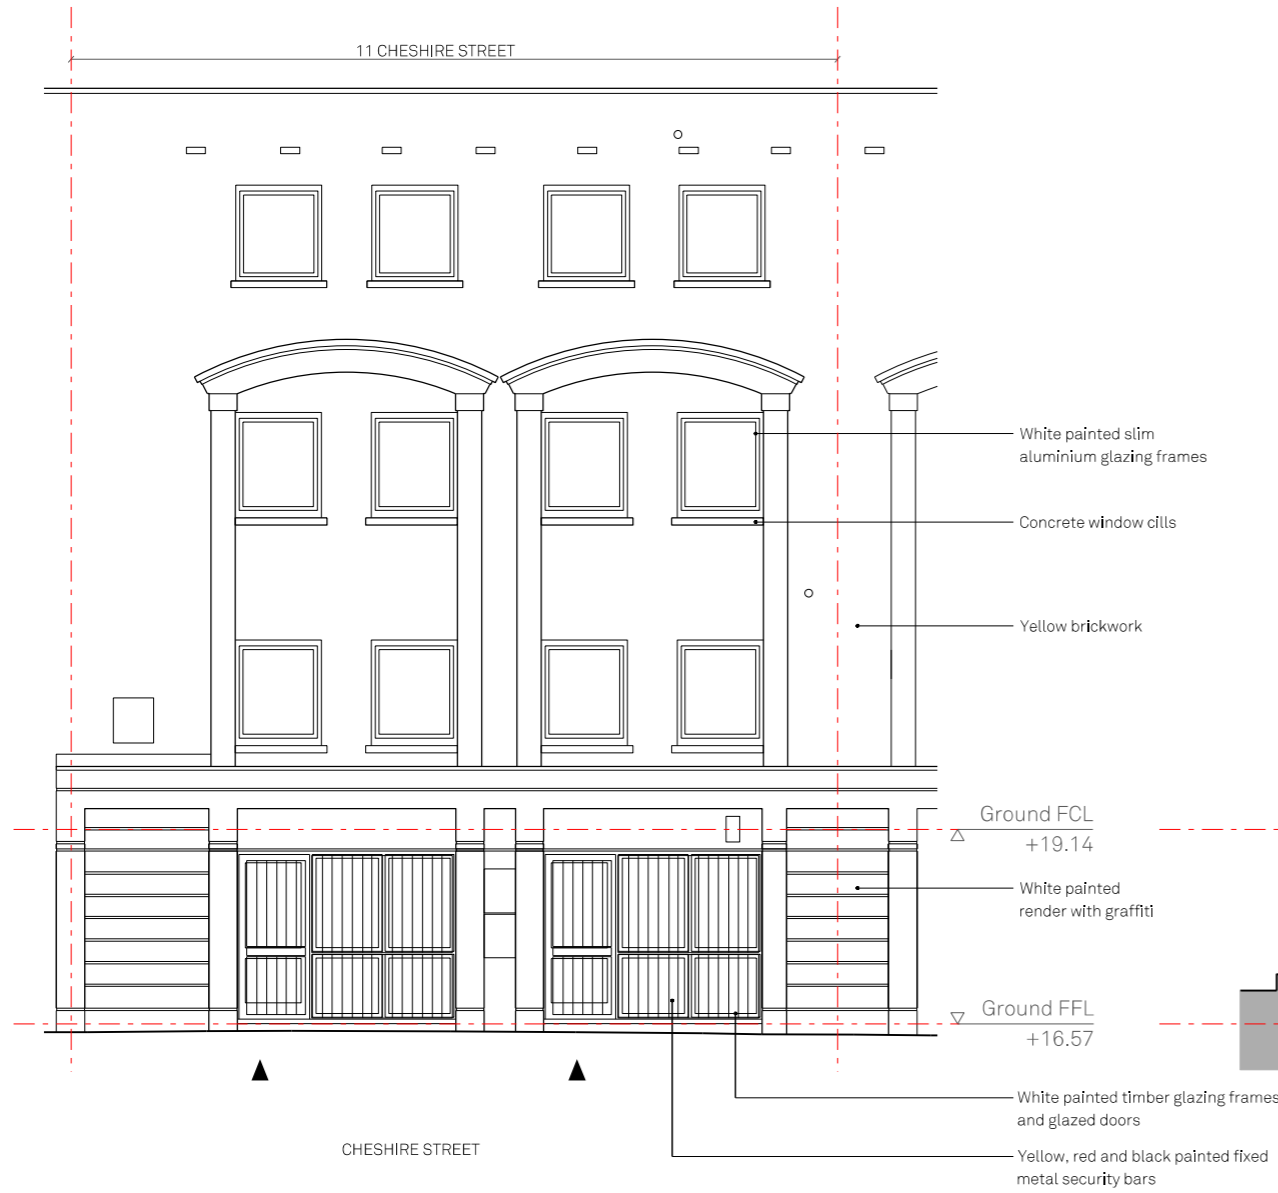 11 CHESHIRE STREET
White painted slim
aluminium glazing frames
Concrete window cills
Yellow brickwork
Ground FCL
+19.14
White painted
render with graffiti
Ground FFL
+16.57
White painted timber glazing frames
and glazed doors
CHESHIRE STREET
Yellow, red and black painted fixed
metal security bars